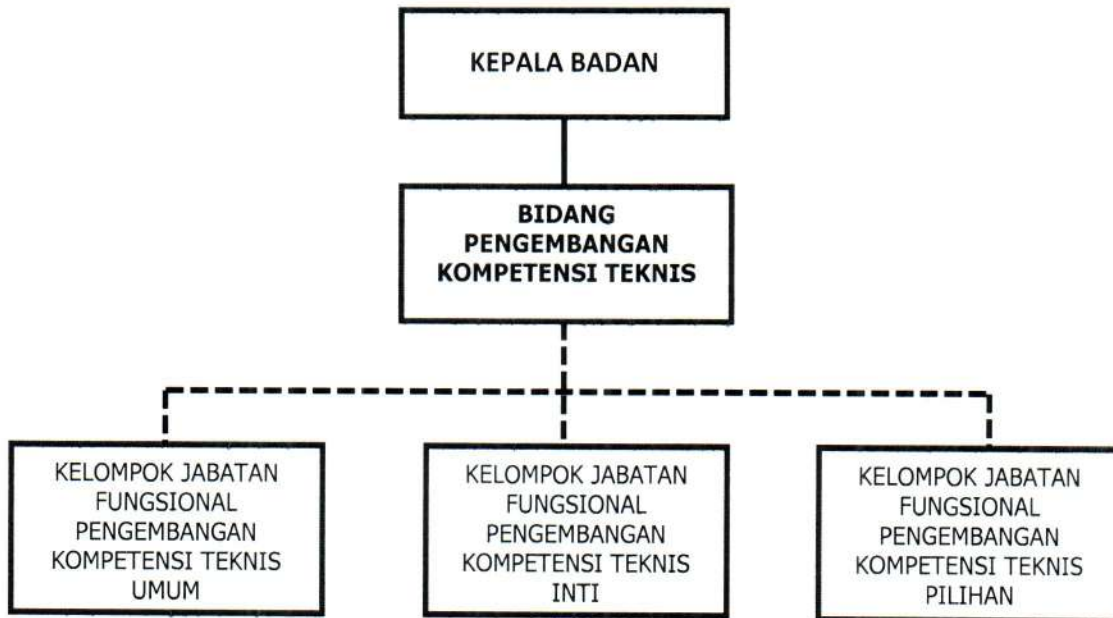 KEPALA BADAN
BIDANG
PENGEMBANGAN
KOMPETENSI TEKNIS
KELOMPOK JABATAN
FUNGSIONAL
PENGEMBANGAN
KOMPETENSI TEKNIS
UMUM
KELOMPOK JABATAN
FUNGSIONAL
PENGEMBANGAN
KOMPETENSI TEKNIS
INTI
KELOMPOK JABATAN
FUNGSIONAL
PENGEMBANGAN
KOMPETENSI TEKNIS
PILIHAN